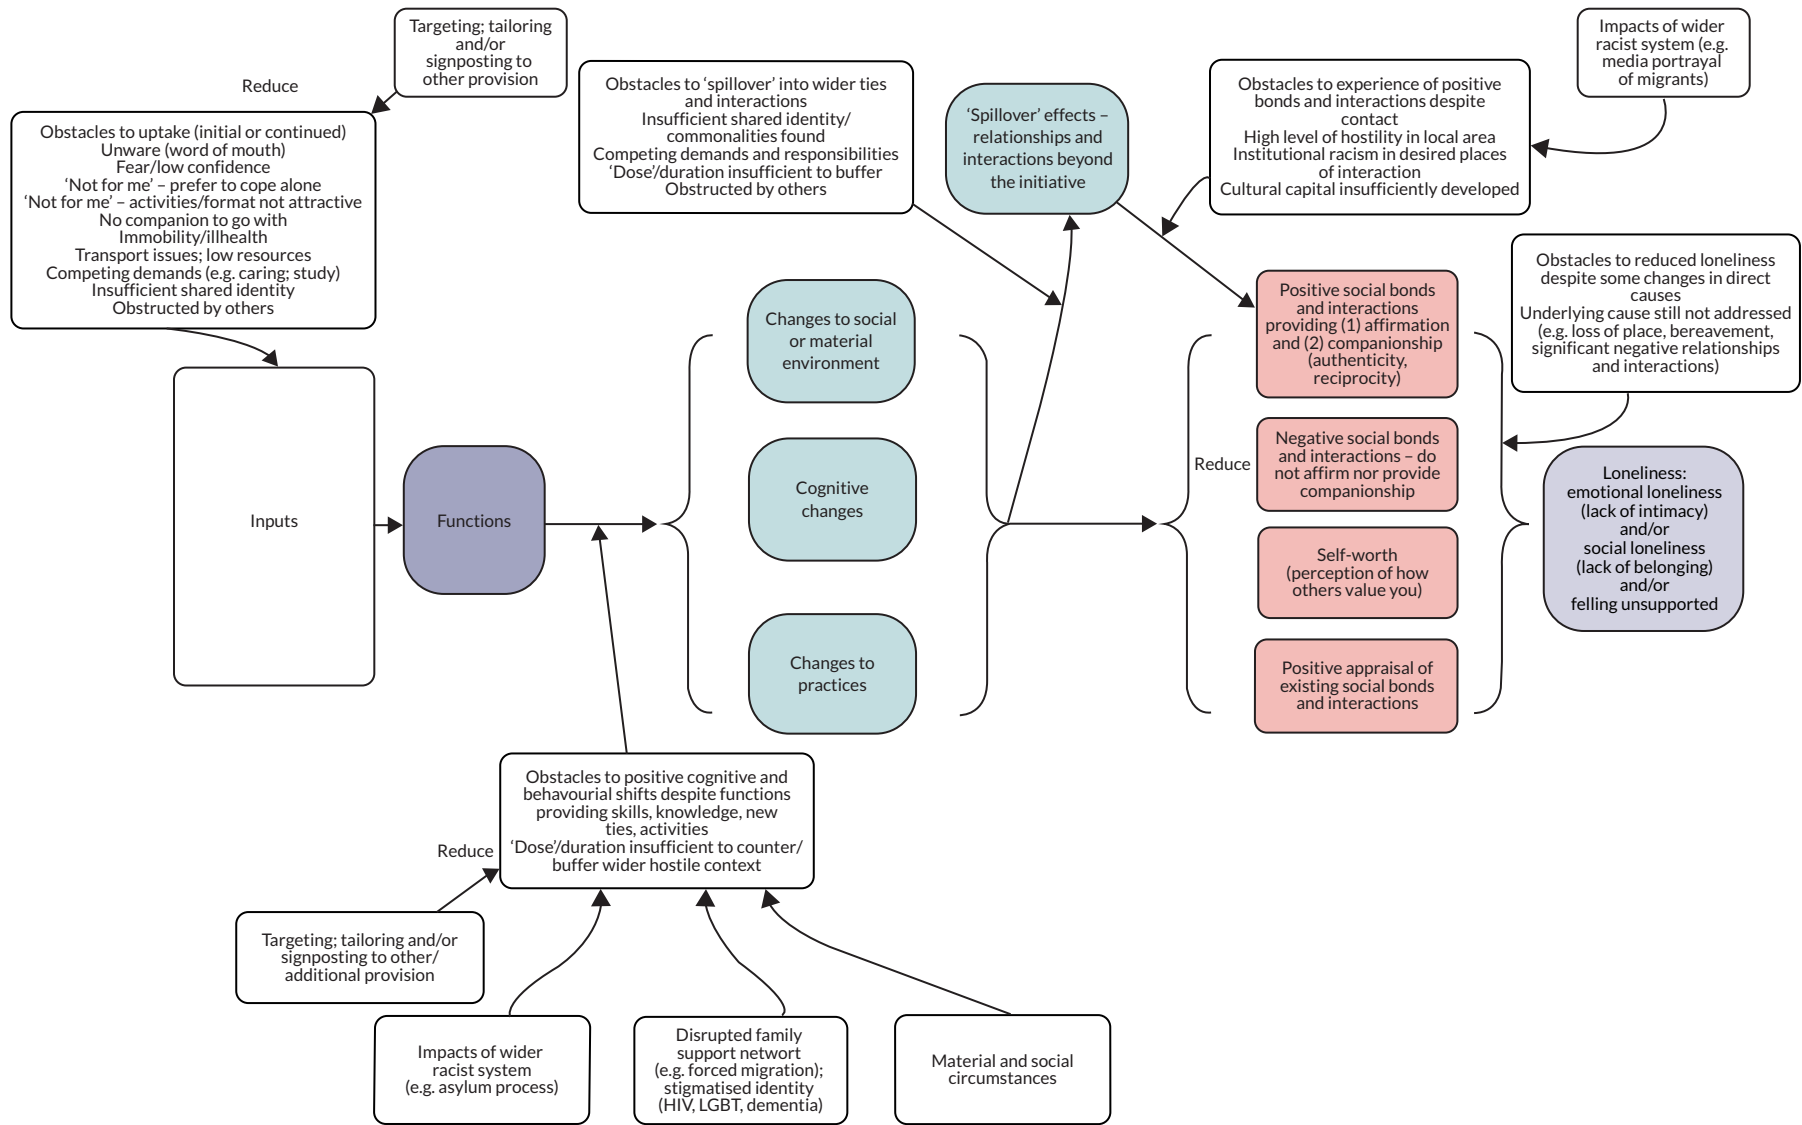 Targeting; tailoring
and/or
signposting to
other provision
Reduce
Obstacles to uptake (initial or continued)
Unware (word of mouth)
Fear/low confidence
‘Not for me’ – prefer to cope alone
‘Not for me’ – activities/format not attractive
No companion to go with
Immobility/illhealth
Transport issues; low resources
Competing demands (e.g. caring; study)
Insufficient shared identity
Obstructed by others
Obstacles to ‘spillover’ into wider ties
and interactions
Insufficient shared identity/
commonalities found
Competing demands and responsibilities
‘Dose’/duration insufficient to buffer
Obstructed by others
‘Spillover’ effects –
relationships and
interactions beyond
the initiative
Obstacles to experience of positive
bonds and interactions despite
contact
High level of hostility in local area
Institutional racism in desired places
of interaction
Cultural capital insufficiently developed
Impacts of wider
racist system (e.g.
media portrayal
of migrants)
Obstacles to reduced loneliness
despite some changes in direct
causes
Underlying cause still not addressed
(e.g. loss of place, bereavement,
significant negative relationships
and interactions)
Inputs
Functions
Changes to social
or material
environment
Cognitive
changes
Changes to
practices
Positive social bonds
and interactions
providing (1) affirmation
and (2) companionship
(authenticity,
reciprocity)
Reduce
Negative social bonds
and interactions – do
not affirm nor provide
companionship
Self-worth
(perception of how
others value you)
Positive appraisal of
existing social bonds
and interactions
Loneliness:
emotional loneliness
(lack of intimacy)
and/or
social loneliness
(lack of belonging)
and/or
felling unsupported
Obstacles to positive cognitive and
behavourial shifts despite functions
providing skills, knowledge, new
ties, activities
‘Dose’/duration insufficient to counter/
buffer wider hostile context
Reduce
Targeting; tailoring and/or
signposting to other/
additional provision
Impacts of wider
racist system
(e.g. asylum process)
Disrupted family
support networt
(e.g. forced migration);
stigmatised identity
(HIV, LGBT, dementia)
Material and social
circumstances